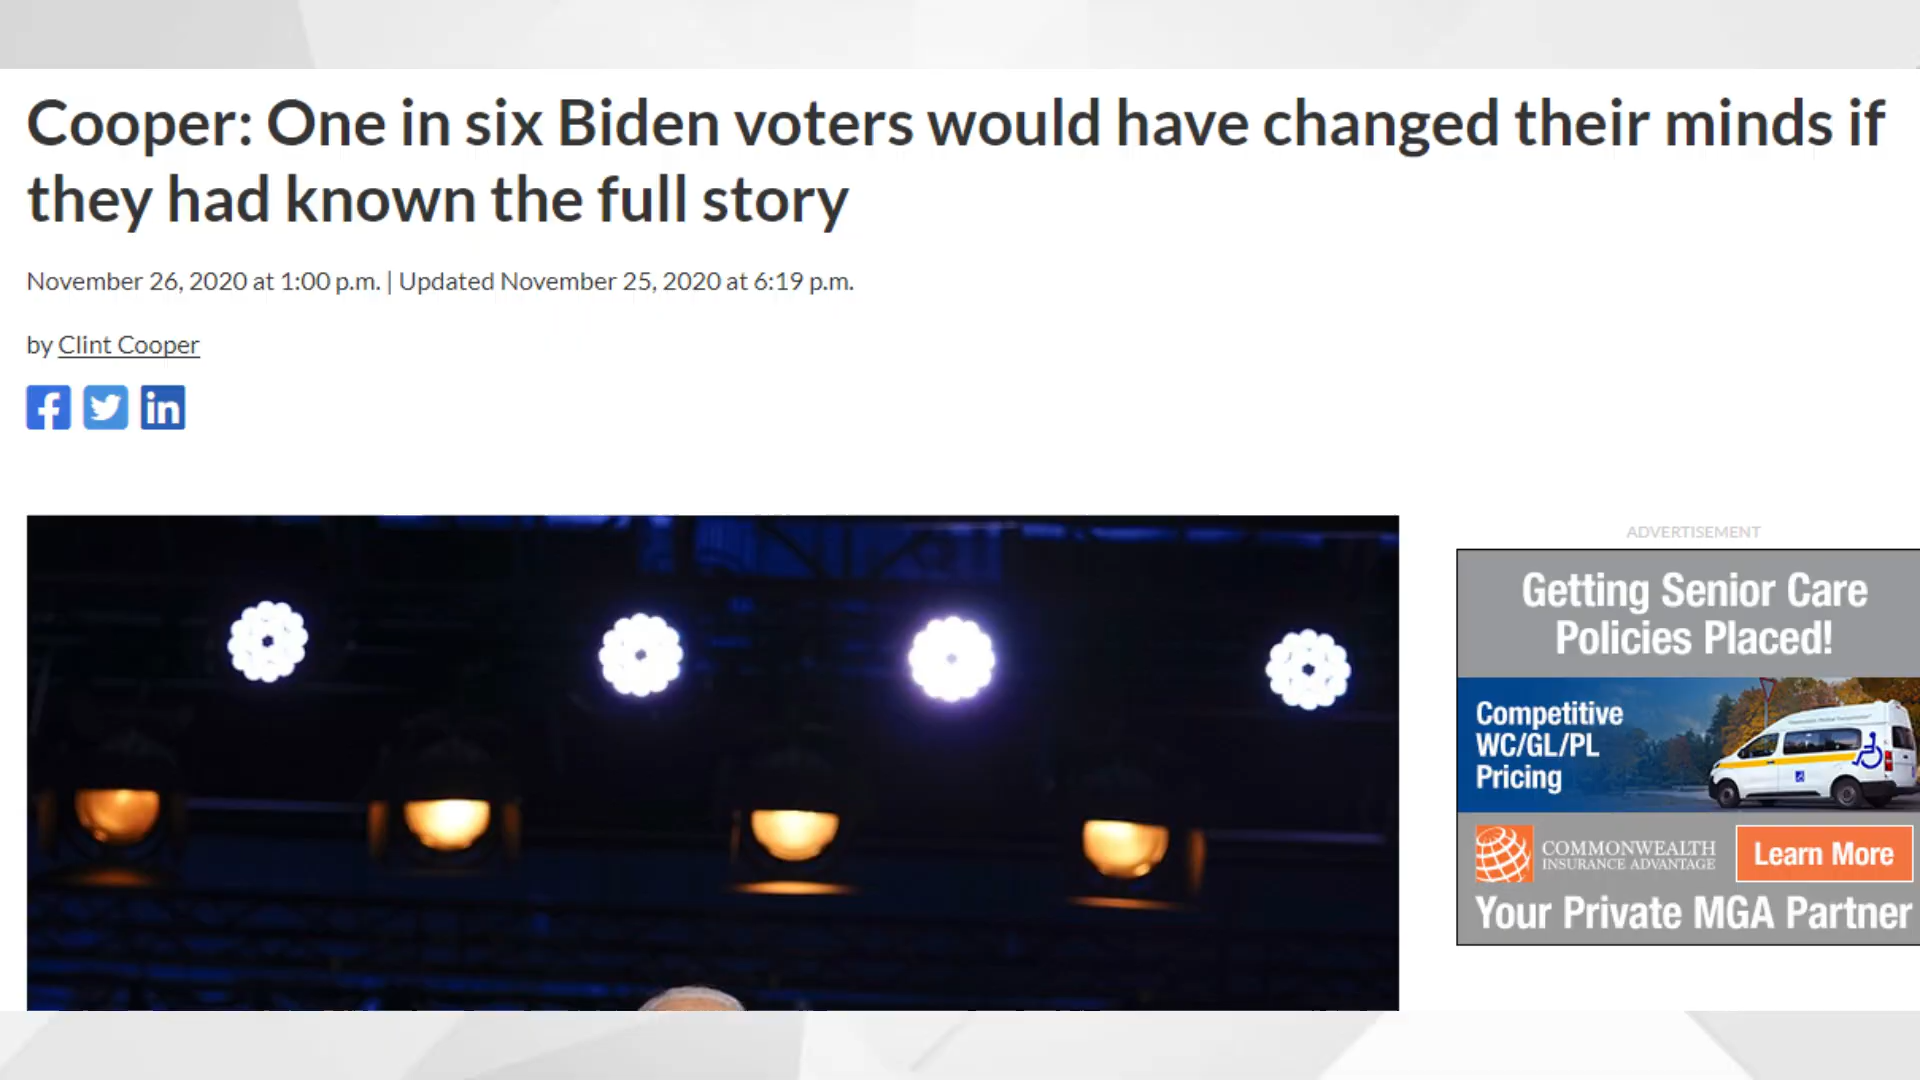 Cooper: One in six Biden voters would have changed their minds if
they had known the full story
November 26, 2020 at 1:00 p.m. | Updated November 25, 2020 at 6:19 p.m.
by Clint Cooper
ADVERTISEMENT
Getting Senior Care
Policies Placed!
Competitive
WC/GL/PL
Pricing
COMMONWEALTH
INSURANCE ADVANTAGE
Learn More
Your Private MGA Partner